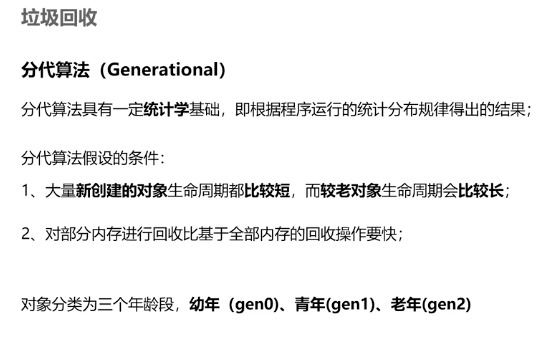 垃圾回收
分代算法（Generational）
分代算法具有一定统计学基础，即根据程序运行的统计分布规律得出的结果；
分代算法假设的条件：
1、大量新创建的对象生命周期都比较短，而较老对象生命周期会比较长；
2、对部分内存进行回收比基于全部内存的回收操作要快；
对象分类为三个年龄段，幼年（gen0)、青年(gen1)、老年(gen2)